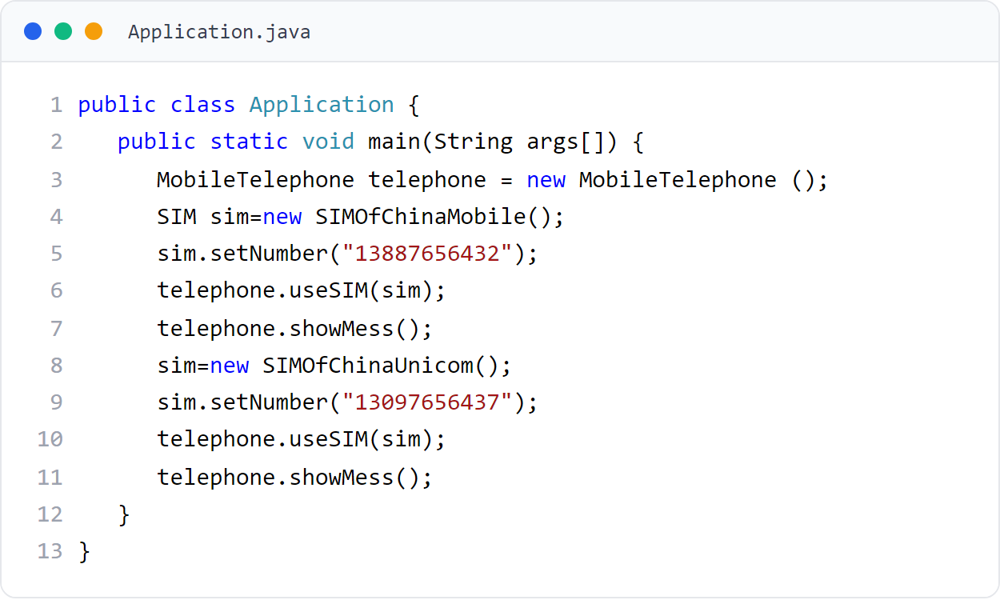 Application.java
1 public class Application {
2    public static void main(String args[]) {
3       MobileTelephone telephone = new MobileTelephone ();
4       SIM sim=new SIMOfChinaMobile();
5       sim.setNumber("13887656432");
6       telephone.useSIM(sim);
7       telephone.showMess();
8       sim=new SIMOfChinaUnicom();
9       sim.setNumber("13097656437");
10       telephone.useSIM(sim);
11       telephone.showMess();
12    }
13 }